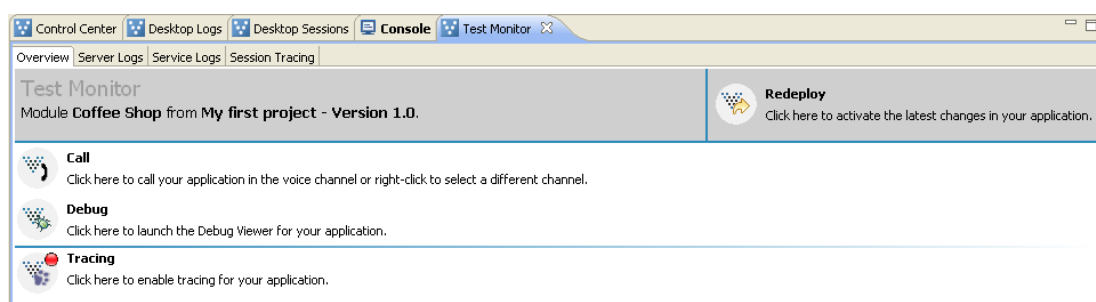 Control Center Desktop Logs Desktop Sessions Console Test Monitor
Overview Server Logs Service Logs Session Tracing
Test Monitor
Module Coffee Shop from My first project - Version 1.0.
Redeploy
Click here to activate the latest changes in your application.
Call
Click here to call your application in the voice channel or right-click to select a different channel.
Debug
Click here to launch the Debug Viewer for your application.
Tracing
Click here to enable tracing for your application.